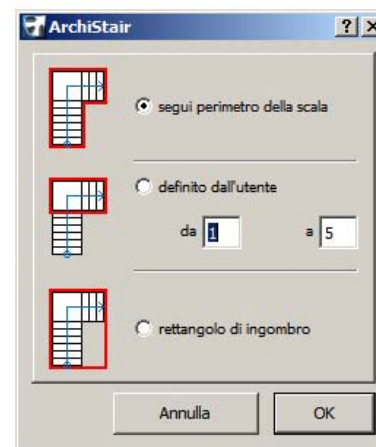 ArchiStair
segui perimetro della scala
definito dall'utente
da 1 a 5
rettangolo di ingombro
Annulla OK